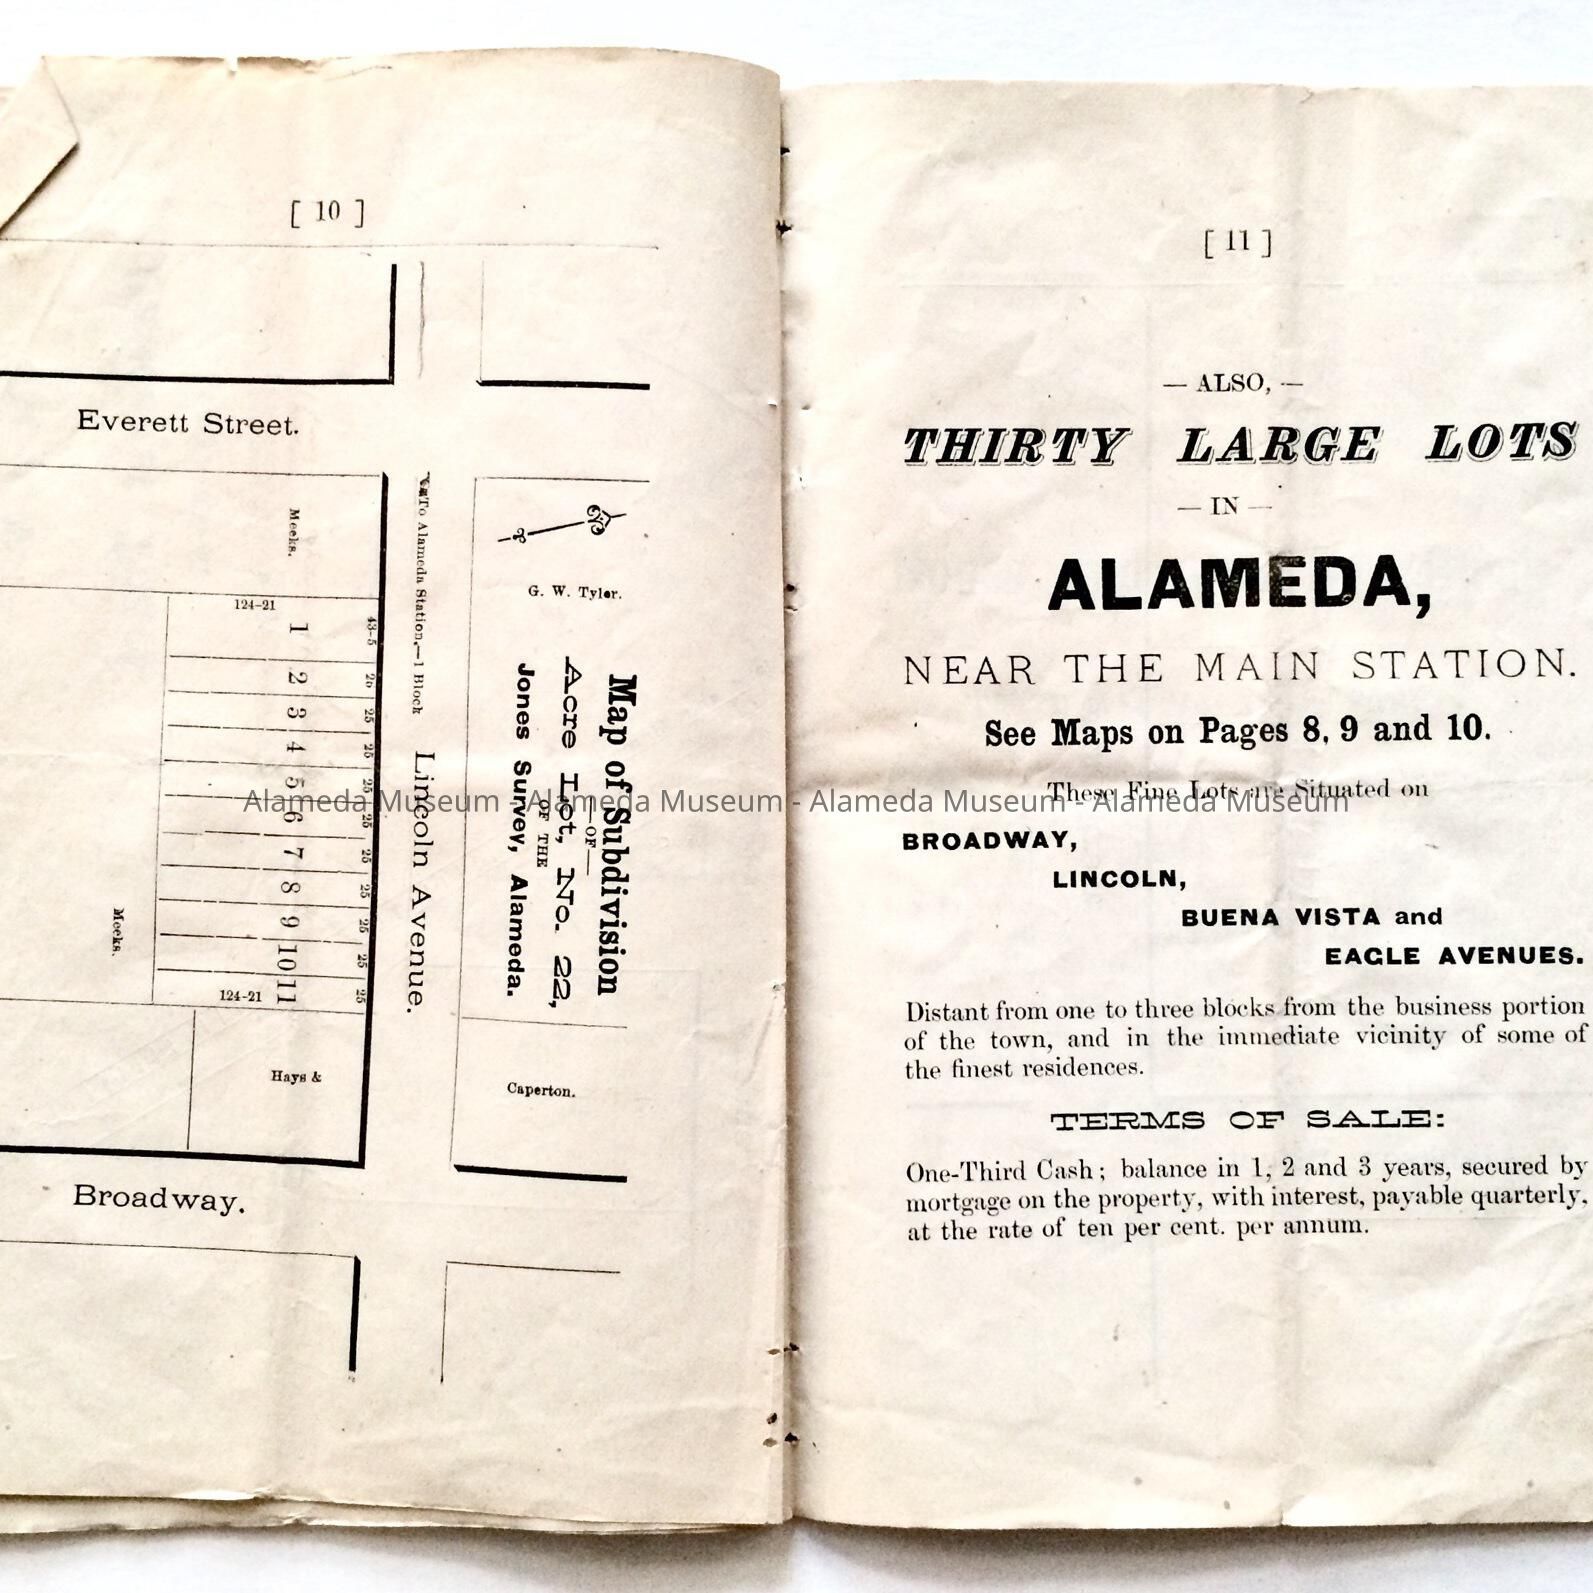 [ 10 ]
Everett Street.
Meeks.
To Alameda Station,—1 Block
Lincoln Avenue.
G. W. Tyler.
Map of Subdivision
—OF—
Acre Lot, No. 22,
OF THE
Jones Survey, Alameda.
124-21
1
2
3
4
5
6
7
8
9
10
11
43-5
25
25
25
25
25
25
25
25
25
25
124-21
Meeks.
Hays &
Caperton.
Broadway.
[ 11 ]
— ALSO, —
THIRTY LARGE LOTS
— IN —
ALAMEDA,
NEAR THE MAIN STATION.
See Maps on Pages 8, 9 and 10.
These Fine Lots are Situated on
Alameda Museum - Alameda Museum - Alameda Museum - Alameda Museum
BROADWAY,
LINCOLN,
BUENA VISTA and
EAGLE AVENUES.
Distant from one to three blocks from the business portion
of the town, and in the immediate vicinity of some of
the finest residences.
TERMS OF SALE:
One-Third Cash; balance in 1, 2 and 3 years, secured by
mortgage on the property, with interest, payable quarterly,
at the rate of ten per cent. per annum.